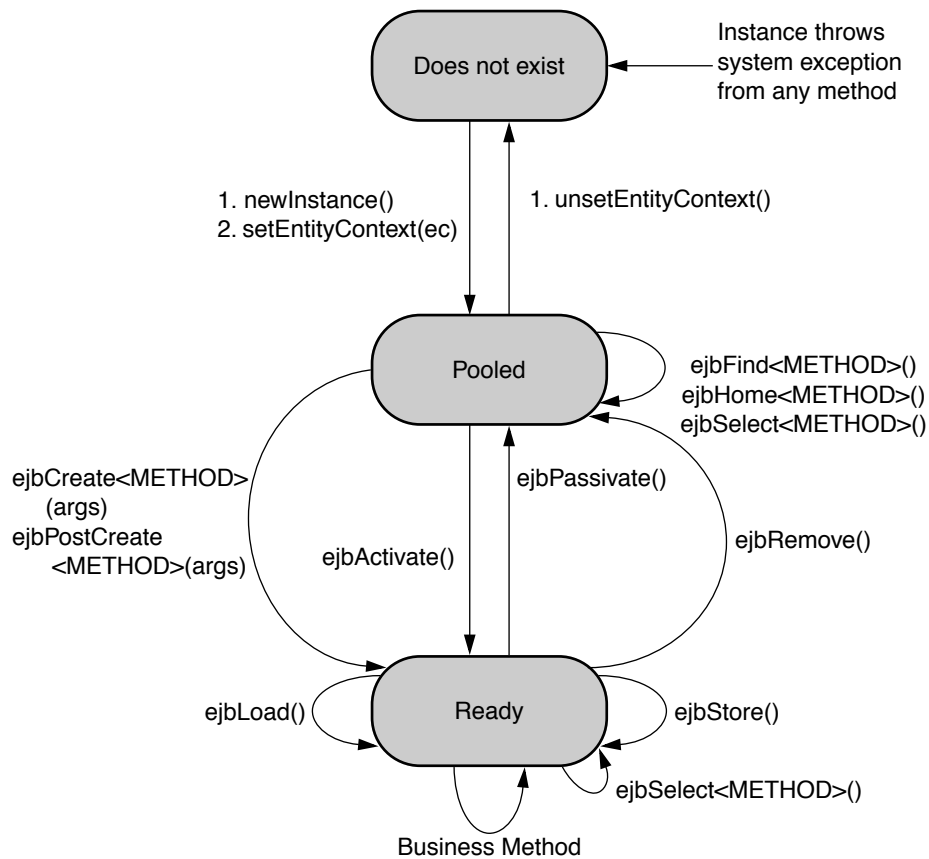 Does not exist
Instance throws
system exception
from any method
1. newInstance()
2. setEntityContext(ec)
1. unsetEntityContext()
Pooled
ejbFind<METHOD>()
ejbHome<METHOD>()
ejbSelect<METHOD>()
ejbCreate<METHOD>
(args)
ejbPostCreate
<METHOD>(args)
ejbPassivate()
ejbActivate()
ejbRemove()
ejbLoad()
Ready
ejbStore()
ejbSelect<METHOD>()
Business Method